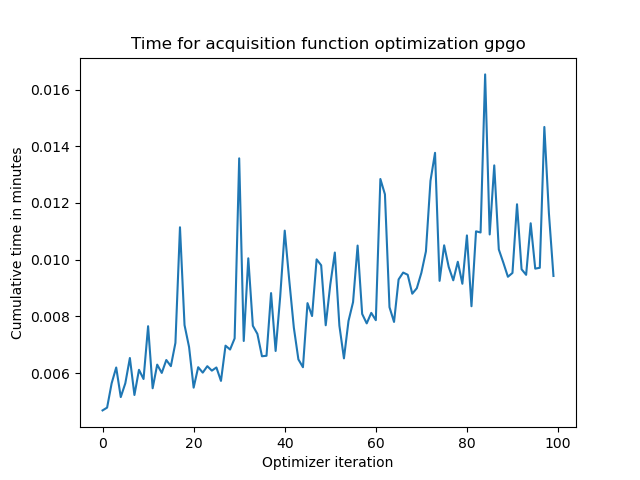 Time for acquisition function optimization gpgo
0.016
0.014
0.012
0.010
0.008
0.006
Cumulative time in minutes
0 20 40 60 80 100
Optimizer iteration